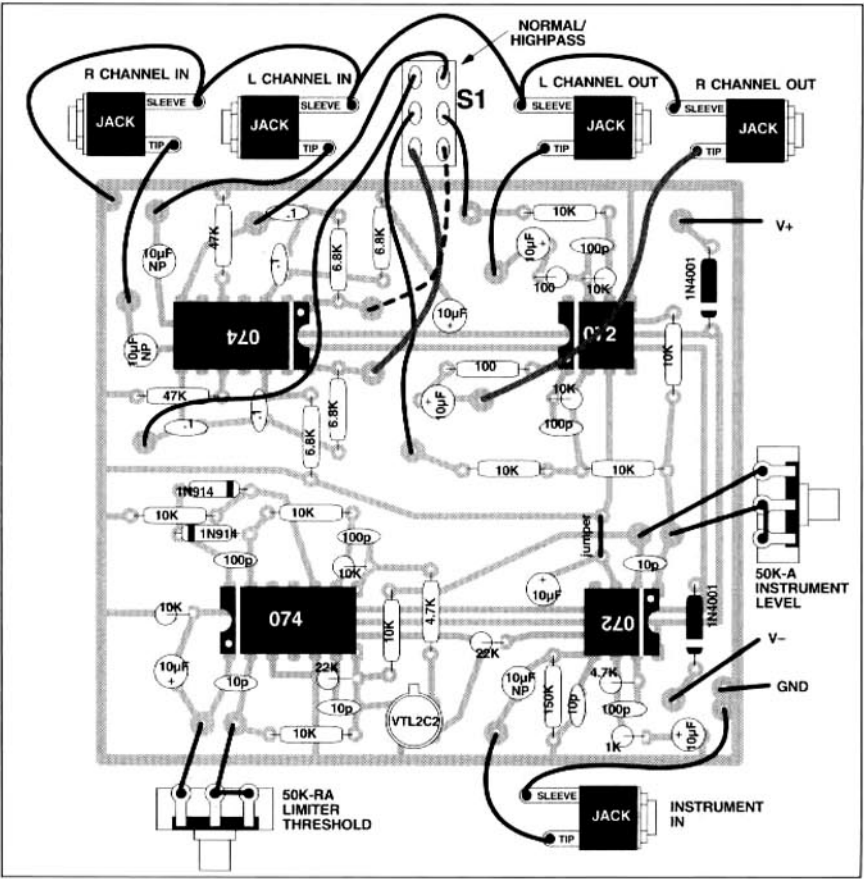 NORMAL/
HIGHPASS
R CHANNEL IN
L CHANNEL IN
L CHANNEL OUT
R CHANNEL OUT
S1
SLEEVE
SLEEVE
SLEEVE
SLEEVE
JACK
JACK
JACK
JACK
TIP
TIP
TIP
TIP
V+
.1
10K
47K
6.8K
6.8K
10µF
NP
.1
10µF
+
100p
100
10K
1N4001
10µF
+
10µF
NP
074
072
10K
100
47K
10K
+
10µF
.1
.1
6.8K
6.8K
100p
10K
10K
1N914
10K
10K
1N914
100p
100p
10K
jumper
10p
50K-A
INSTRUMENT
LEVEL
10K
074
10K
4.7K
+
10µF
072
1N4001
V–
22K
10µF
+
10p
22K
10µF
NP
150K
4.7K
GND
10p
10p
100p
VTL2C2
10K
1K
10µF
+
50K-RA
LIMITER
THRESHOLD
SLEEVE
JACK
TIP
INSTRUMENT
IN